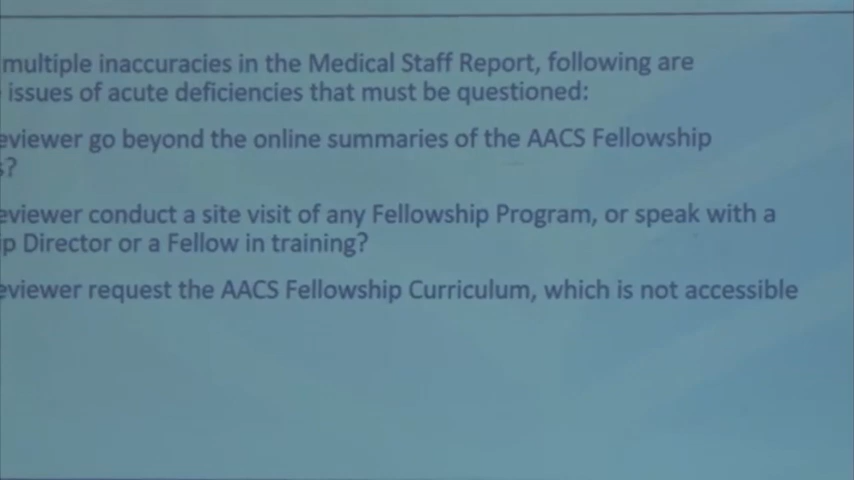 multiple inaccuracies in the Medical Staff Report, following are
issues of acute deficiencies that must be questioned:
eviewer go beyond the online summaries of the AACS Fellowship
s?
eviewer conduct a site visit of any Fellowship Program, or speak with a
p Director or a Fellow in training?
eviewer request the AACS Fellowship Curriculum, which is not accessible